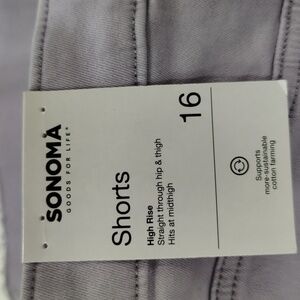 SONOMA
GOODS FOR LIFE®
Shorts
16
High Rise
Straight through hip & thigh
Hits at midthigh
Supports
more-sustainable
cotton farming